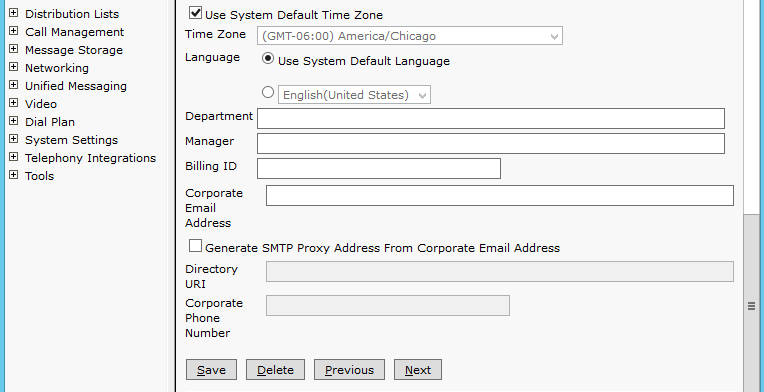 Distribution Lists
Call Management
Message Storage
Networking
Unified Messaging
Video
Dial Plan
System Settings
Telephony Integrations
Tools
Use System Default Time Zone
Time Zone (GMT-06:00) America/Chicago
Language Use System Default Language
English(United States)
Department
Manager
Billing ID
Corporate
Email
Address
Generate SMTP Proxy Address From Corporate Email Address
Directory
URI
Corporate
Phone
Number
Save Delete Previous Next